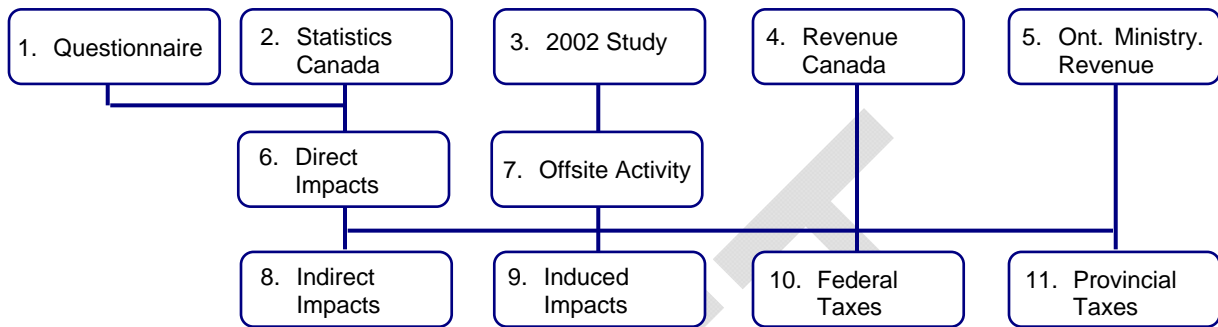 1. Questionnaire
2. Statistics
Canada
3. 2002 Study
4. Revenue
Canada
5. Ont. Ministry.
Revenue
6. Direct
Impacts
7. Offsite Activity
8. Indirect
Impacts
9. Induced
Impacts
10. Federal
Taxes
11. Provincial
Taxes